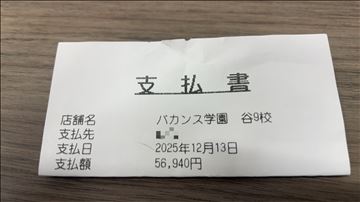 支払書
店舗名 バカンス学園 谷9校
支払先
支払日 2025年12月13日
支払額 56,940円